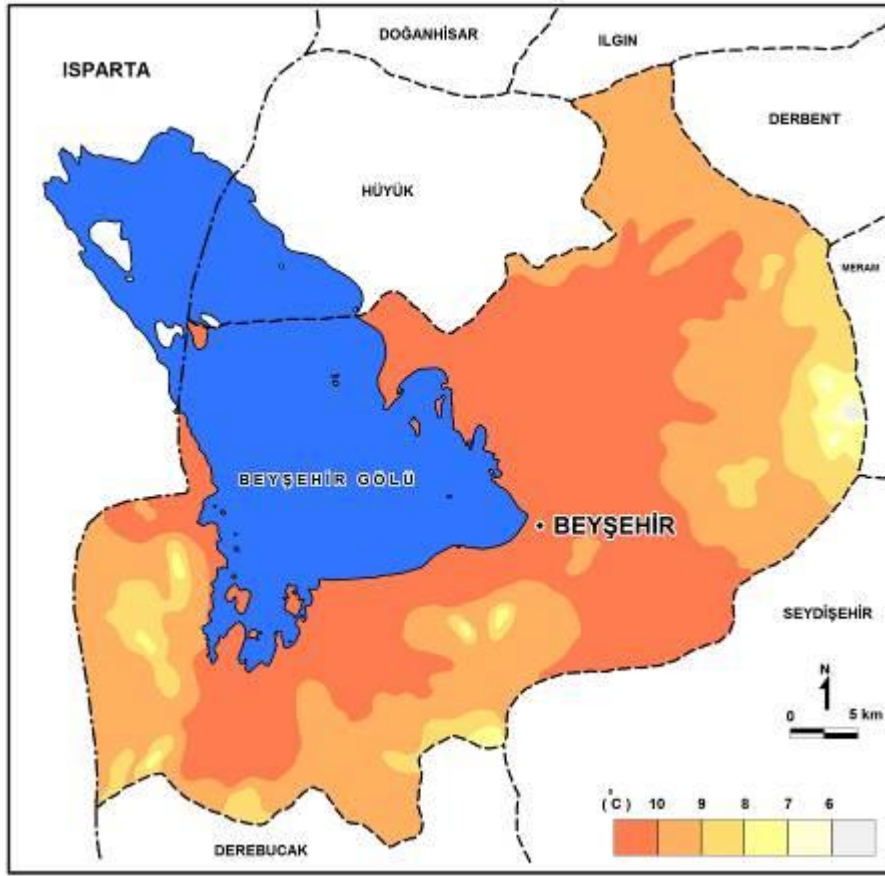 DOĞANHİSAR
ILGIN
ISPARTA
DERBENT
HÜYÜK
MERAM
BEYŞEHİR GÖLÜ
BEYŞEHİR
SEYDİŞEHİR
N
0 5 km
(°C) 10 9 8 7 6
DEREBUCAK